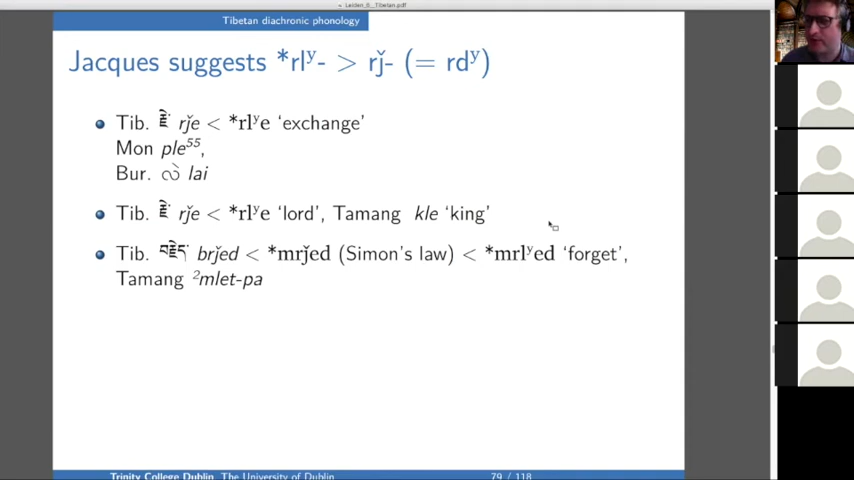 Leiden_6__Tibetan.pdf
Tibetan diachronic phonology
Jacques suggests *rlʸ- > rǰ- (= rdʸ)
Tib. རྗེ་ rǰe < *rlʸe ‘exchange’
Mon ple⁵⁵,
Bur. လဲ lai
Tib. རྗེ་ rǰe < *rlʸe ‘lord’, Tamang kle ‘king’
Tib. བརྗེད་ brǰed < *mrǰed (Simon's law) < *mrlʸed ‘forget’,
Tamang ²mlet-pa
Trinity College Dublin, The University of Dublin
79 / 118